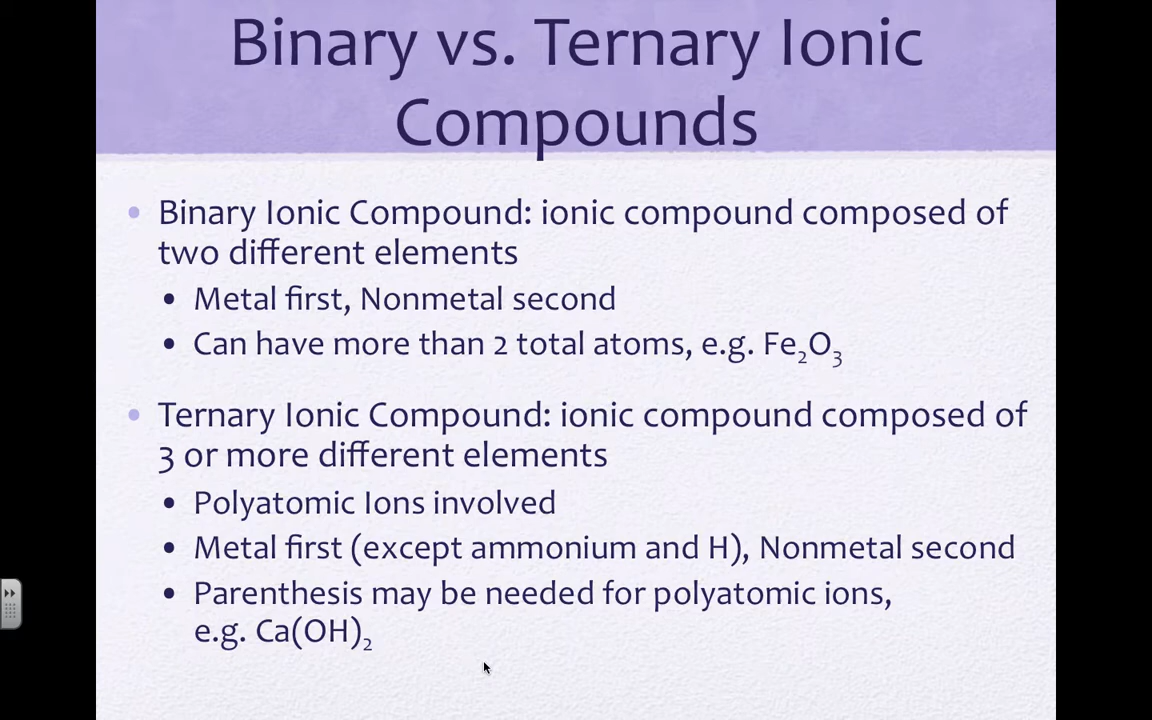 Binary vs. Ternary Ionic
Compounds
• Binary Ionic Compound: ionic compound composed of
two different elements
• Metal first, Nonmetal second
• Can have more than 2 total atoms, e.g. Fe₂O₃
• Ternary Ionic Compound: ionic compound composed of
3 or more different elements
• Polyatomic Ions involved
• Metal first (except ammonium and H), Nonmetal second
• Parenthesis may be needed for polyatomic ions,
e.g. Ca(OH)₂